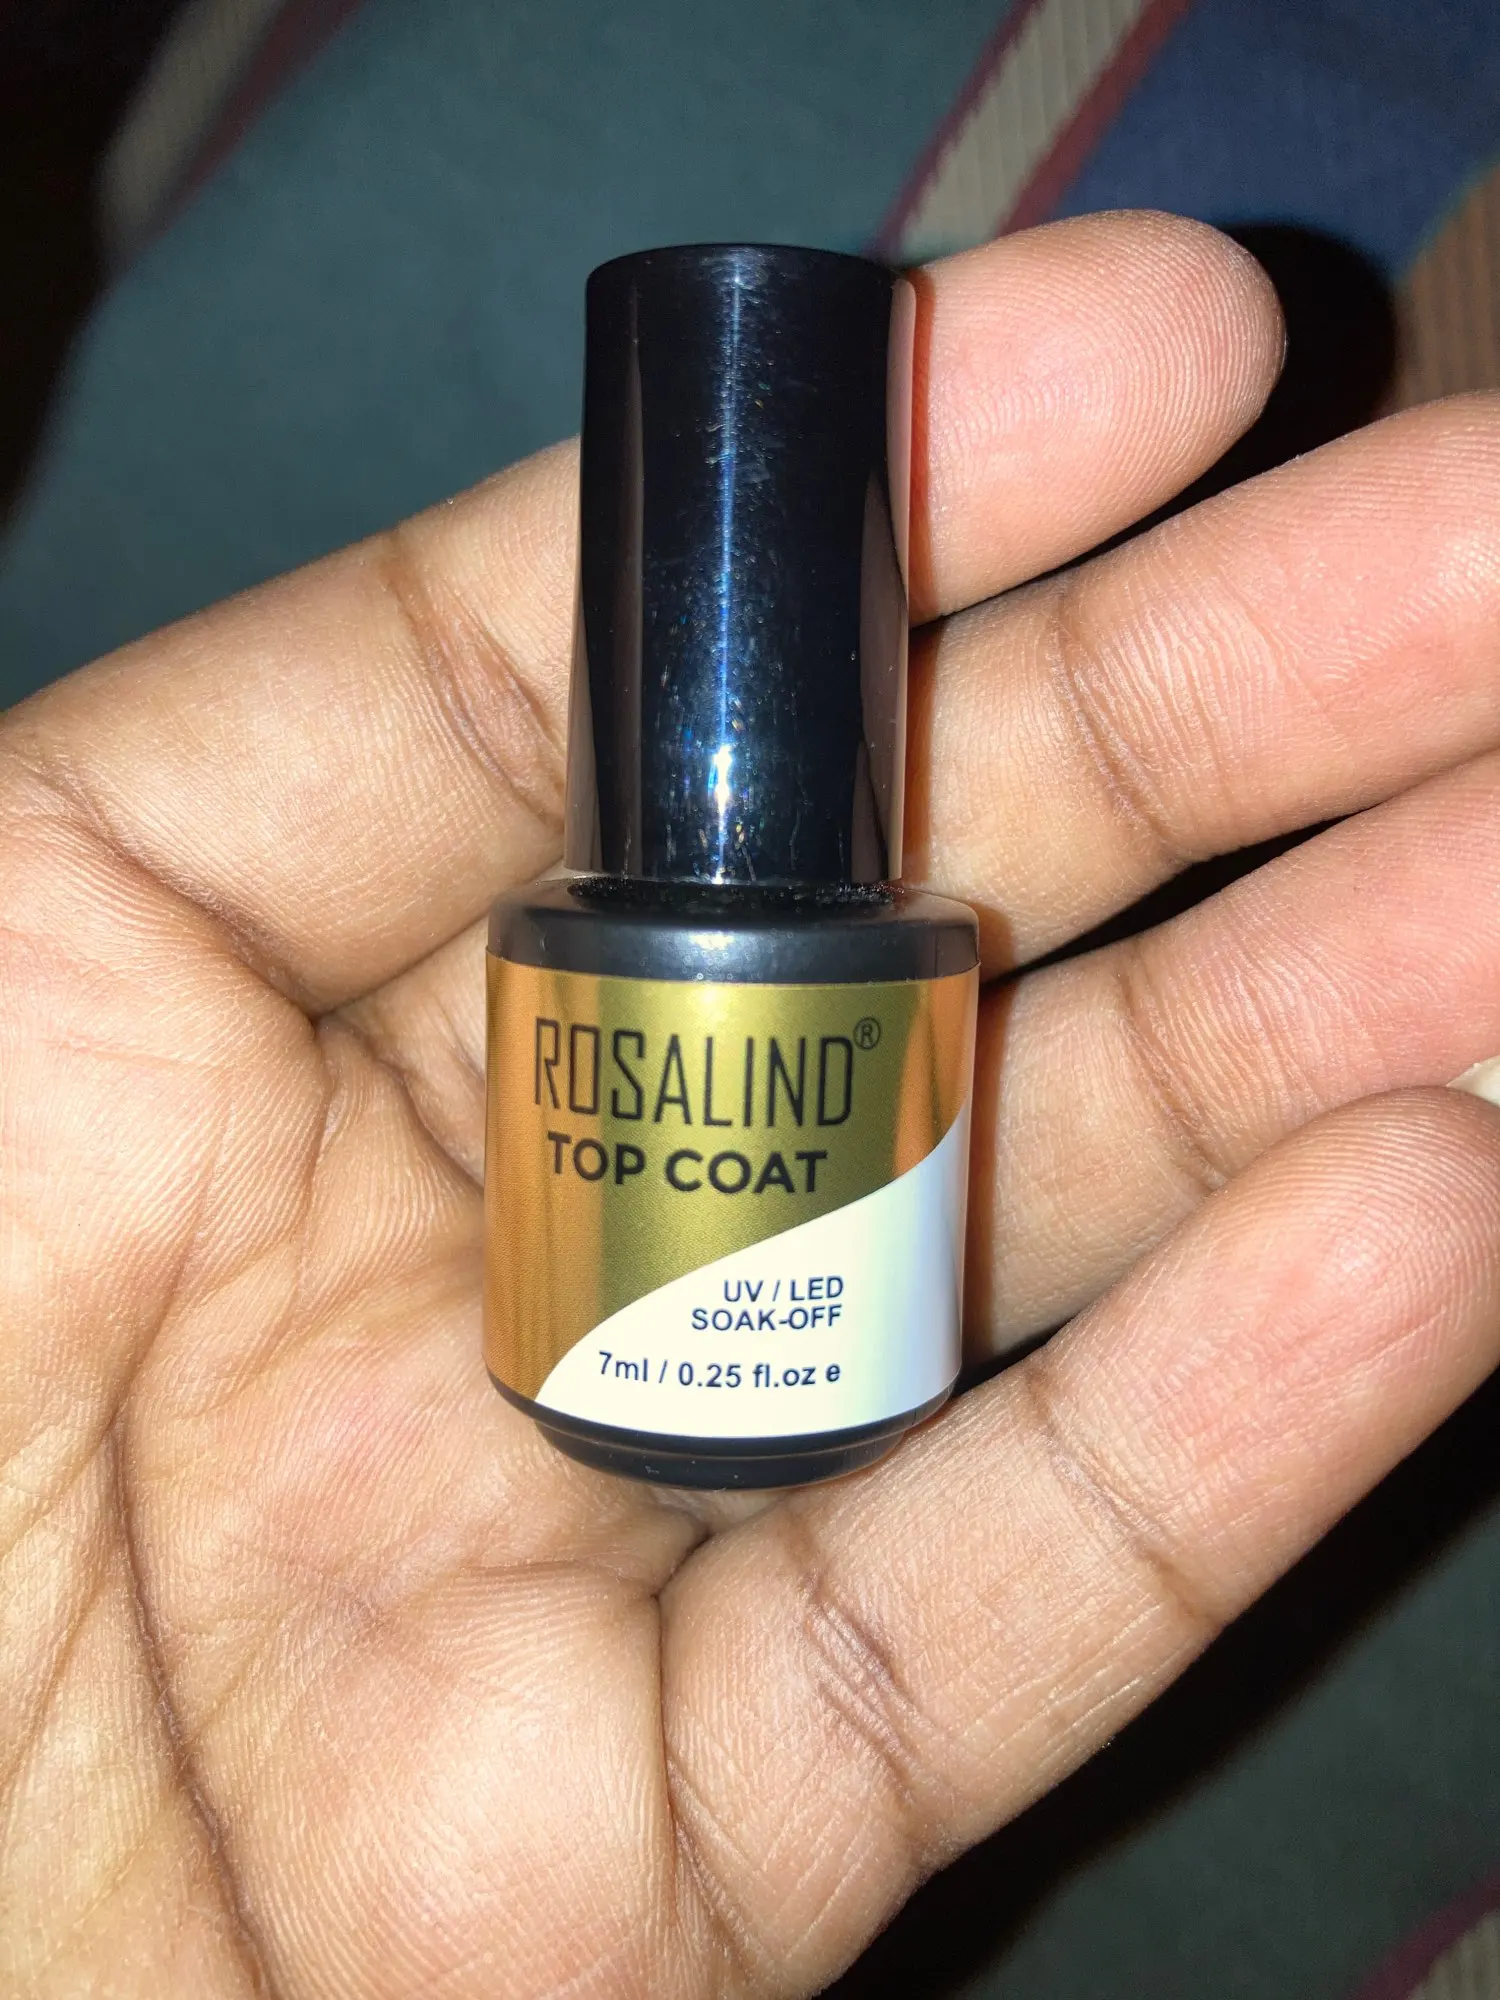 ROSALIND®
TOP COAT
UV / LED
SOAK-OFF
7ml / 0.25 fl.oz e